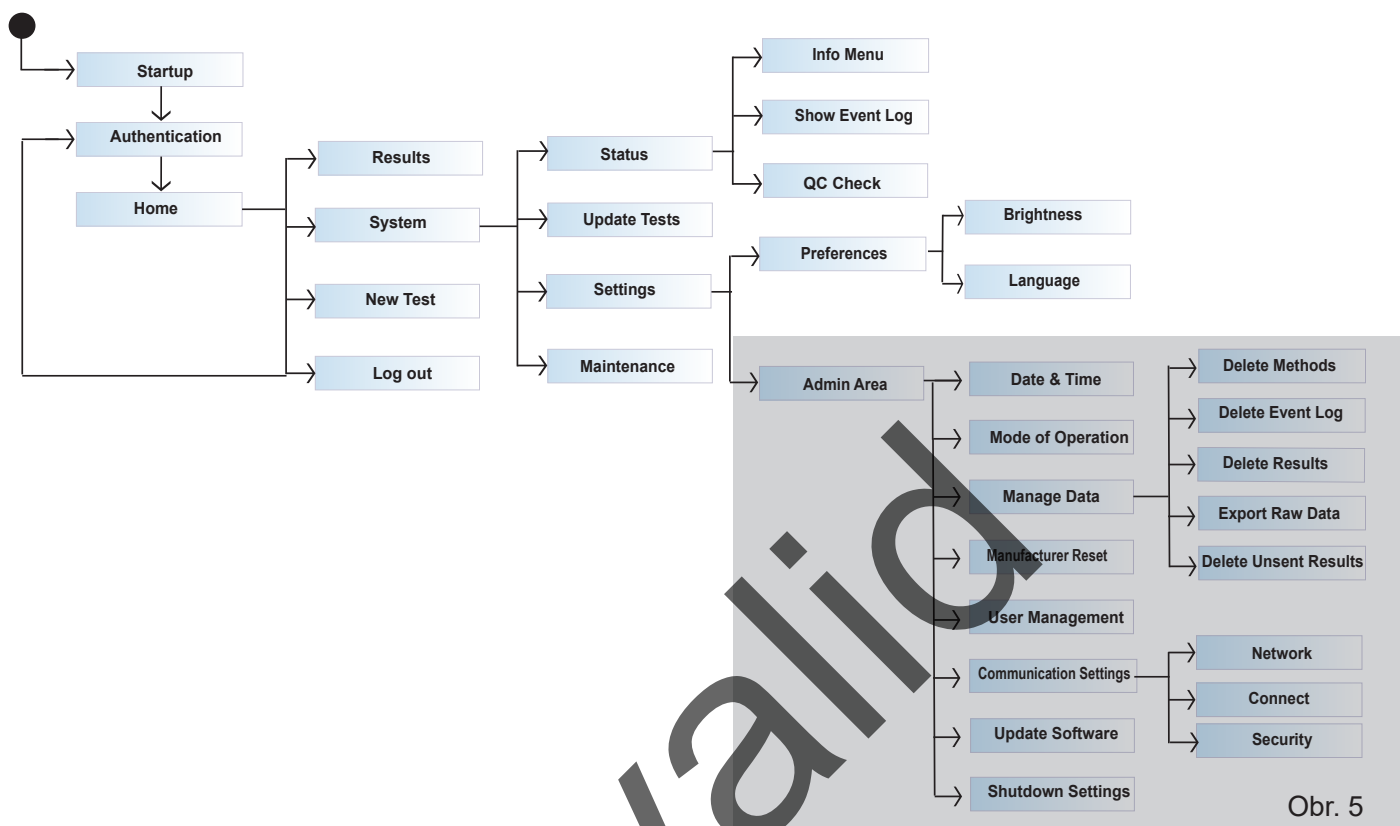 Startup
Authentication
Home
Results
System
New Test
Log out
Status
Update Tests
Settings
Maintenance
Info Menu
Show Event Log
QC Check
Preferences
Brightness
Language
Admin Area
Date & Time
Mode of Operation
Manage Data
Manufacturer Reset
User Management
Communication Settings
Update Software
Shutdown Settings
Delete Methods
Delete Event Log
Delete Results
Export Raw Data
Delete Unsent Results
Network
Connect
Security
Obr. 5
valid